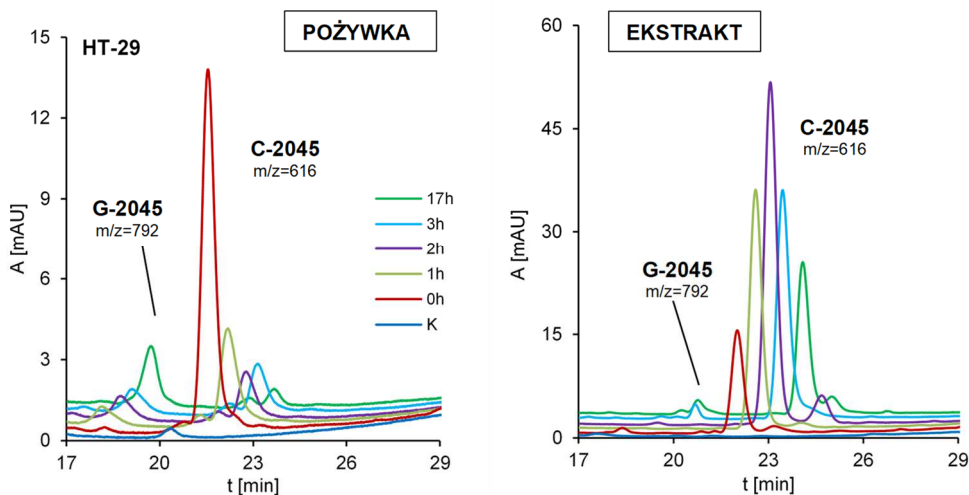 HT-29
POŻYWKA
15
12
9
6
3
0
A [mAU]
C-2045
m/z=616
G-2045
m/z=792
17h
3h
2h
1h
0h
K
17
20
23
26
29
t [min]
EKSTRAKT
60
45
30
15
0
A [mAU]
C-2045
m/z=616
G-2045
m/z=792
17
20
23
26
29
t [min]